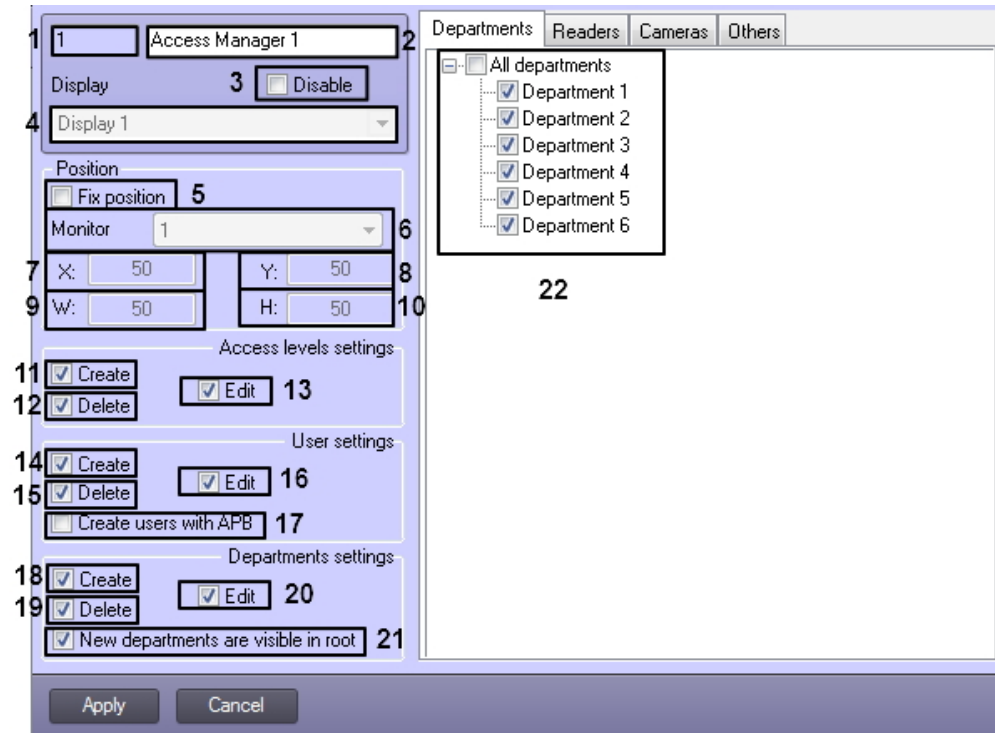 1 1 Access Manager 1 2
Display 3 Disable
4 Display 1
Position
Fix position 5
Monitor 1 6
7 X: 50 Y: 50 8
9 W: 50 H: 50 10
Access levels settings
11 Create
Edit 13
12 Delete
User settings
14 Create
Edit 16
15 Delete
Create users with APB 17
Departments settings
18 Create
Edit 20
19 Delete
New departments are visible in root 21
Apply Cancel
Departments Readers Cameras Others
All departments
Department 1
Department 2
Department 3
Department 4
Department 5
Department 6
22